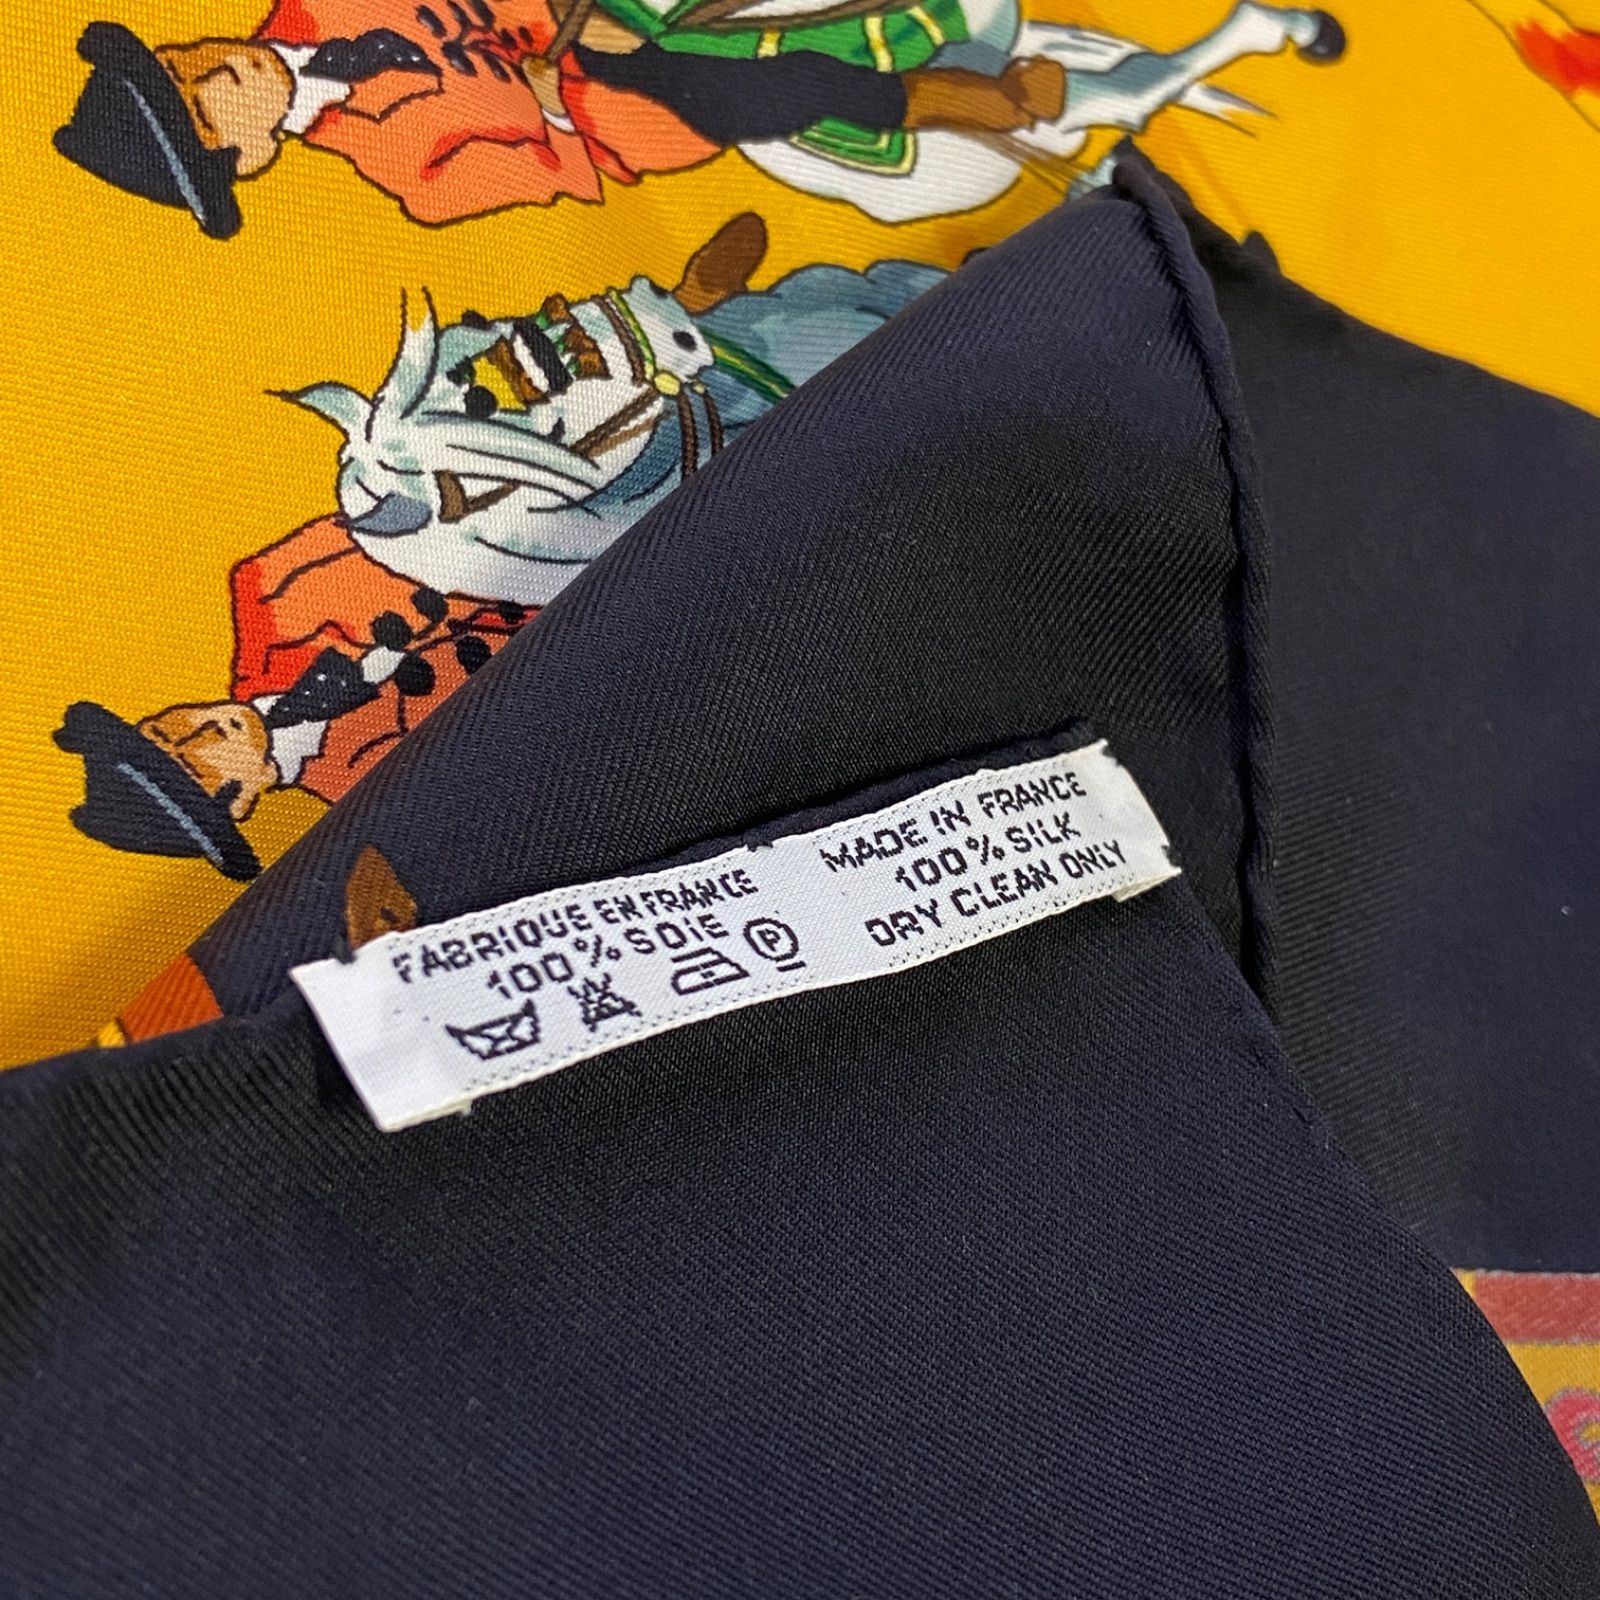 FABRIQUE EN FRANCE
100% SOIE
P
MADE IN FRANCE
100% SILK
DRY CLEAN ONLY